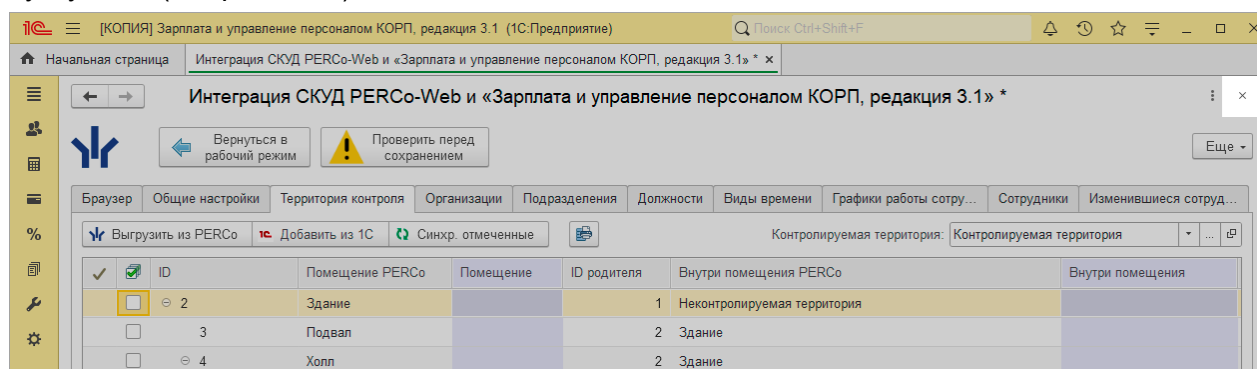 1С [КОПИЯ] Зарплата и управление персоналом КОРП, редакция 3.1 (1С:Предприятие) Поиск Ctrl+Shift+F
Начальная страница Интеграция СКУД PERCo-Web и «Зарплата и управление персоналом КОРП, редакция 3.1» * ×
Интеграция СКУД PERCo-Web и «Зарплата и управление персоналом КОРП, редакция 3.1» *
Вернуться в рабочий режим
Проверить перед сохранением
Еще
Браузер Общие настройки Территория контроля Организации Подразделения Должности Виды времени Графики работы сотру... Сотрудники Изменившиеся сотруд...
Выгрузить из PERCo 1С Добавить из 1С Синхр. отмеченные Контролируемая территория: Контролируемая территория ...
ID Помещение PERCo Помещение ID родителя Внутри помещения PERCo Внутри помещения
2 Здание 1 Неконтролируемая территория
3 Подвал 2 Здание
4 Холл 2 Здание